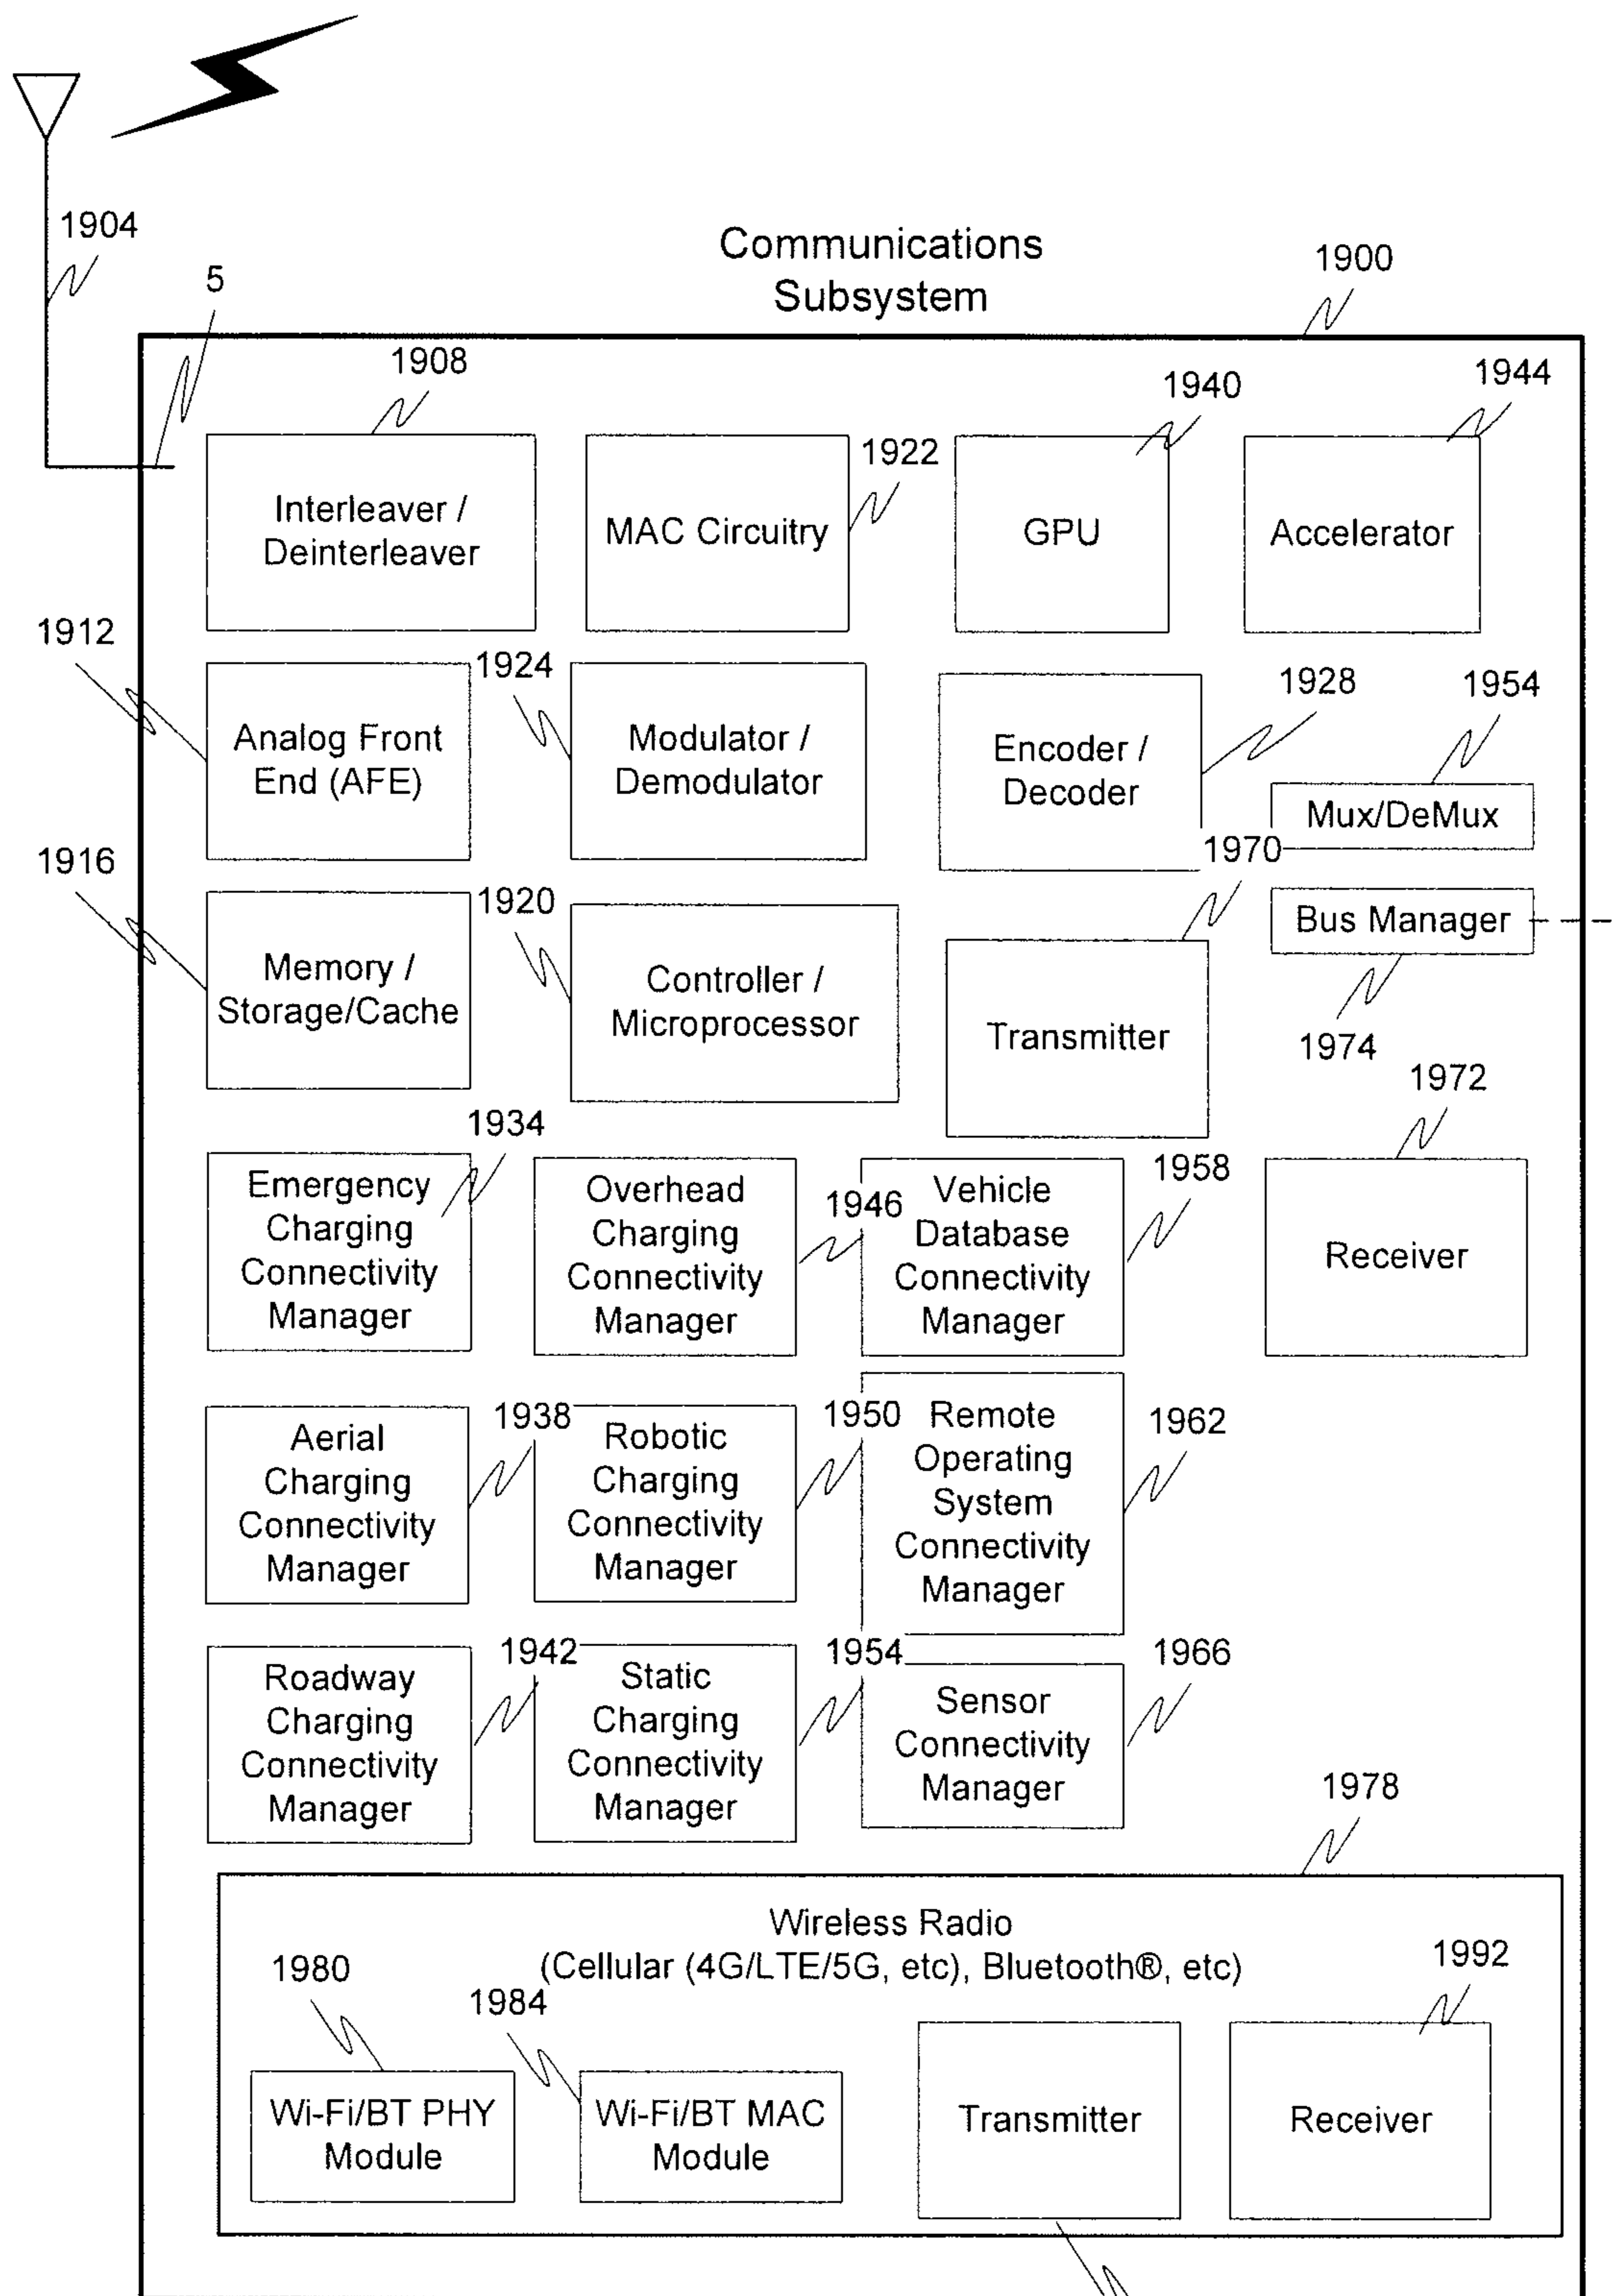 1904
5
Communications
Subsystem
1900
1908
1940
1944
1922
Interleaver /
Deinterleaver
MAC Circuitry
GPU
Accelerator
1912
1924
1928
1954
Analog Front
End (AFE)
Modulator /
Demodulator
Encoder /
Decoder
Mux/DeMux
1970
1916
1920
Bus Manager
Memory /
Storage/Cache
Controller /
Microprocessor
Transmitter
1974
1972
1934
Emergency
Charging
Connectivity
Manager
Overhead
Charging
Connectivity
Manager
1946
Vehicle
Database
Connectivity
Manager
1958
Receiver
Aerial
Charging
Connectivity
Manager
1938
Robotic
Charging
Connectivity
Manager
1950
Remote
Operating
System
Connectivity
Manager
1962
Roadway
Charging
Connectivity
Manager
1942
Static
Charging
Connectivity
Manager
1954
Sensor
Connectivity
Manager
1966
1978
Wireless Radio
(Cellular (4G/LTE/5G, etc), Bluetooth®, etc)
1980
1984
1992
Wi-Fi/BT PHY
Module
Wi-Fi/BT MAC
Module
Transmitter
Receiver